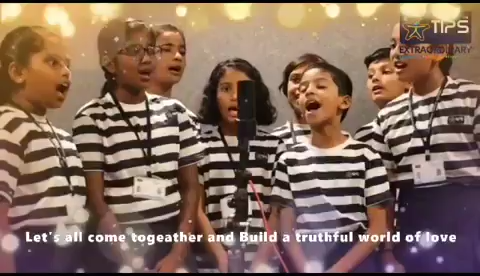 TIPS
EXTRAORDINARY
Let's all come togeather and Build a truthful world of love